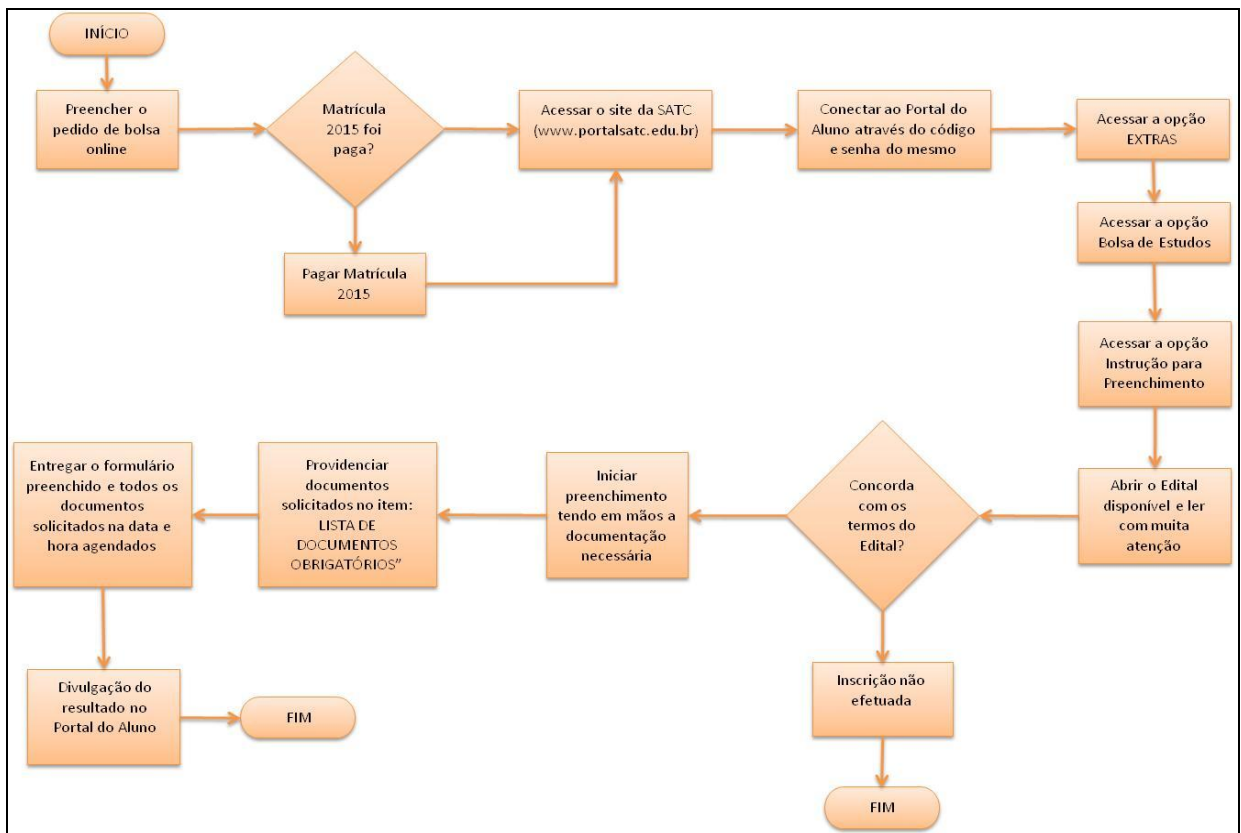 INÍCIO
Preencher o
pedido de bolsa
online
Matrícula
2015 foi
paga?
Acessar o site da SATC
(www.portalsatc.edu.br)
Conectar ao Portal do
Aluno através do código
e senha do mesmo
Acessar a opção
EXTRAS
Pagar Matrícula
2015
Acessar a opção
Bolsa de Estudos
Acessar a opção
Instrução para
Preenchimento
Abrir o Edital
disponível e ler
com muita
atenção
Concorda
com os
termos do
Edital?
Iniciar
preenchimento
tendo em mãos a
documentação
necessária
Providenciar
documentos
solicitados no item:
LISTA DE
DOCUMENTOS
OBRIGATÓRIOS”
Entregar o formulário
preenchido e todos os
documentos
solicitados na data e
hora agendados
Inscrição não
efetuada
FIM
Divulgação do
resultado no
Portal do Aluno
FIM